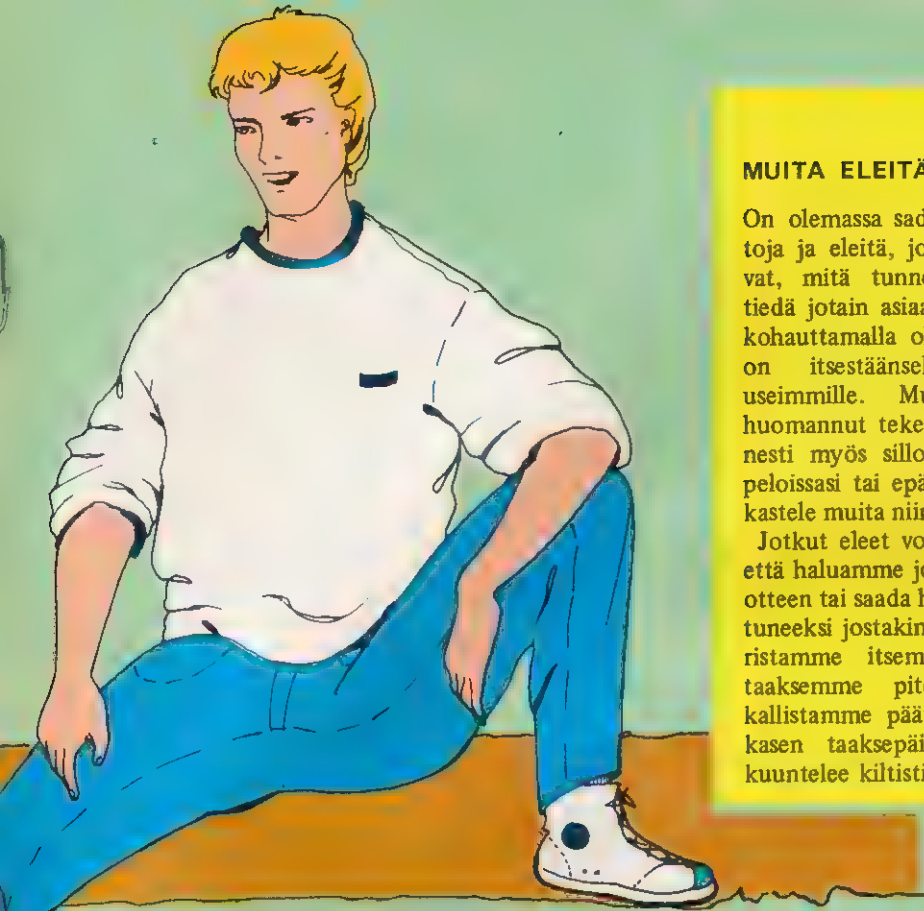 MUITA ELEITÄ
On olemassa sad
toja ja eleitä, jo
vat, mitä tunne
tiedä jotain asiaa
kohauttamalla o
on itsestäänsel
useimmille. Mu
huomannut teke
nesti myös sillo
peloissasi tai epä
kastele muita niin
Jotkut eleet vo
että haluamme jo
otteen tai saada h
tuneeksi jostakin
ristamme itsem
taaksemme pit
kallistamme pää
kasen taaksepäi
kuuntelee kiltisti